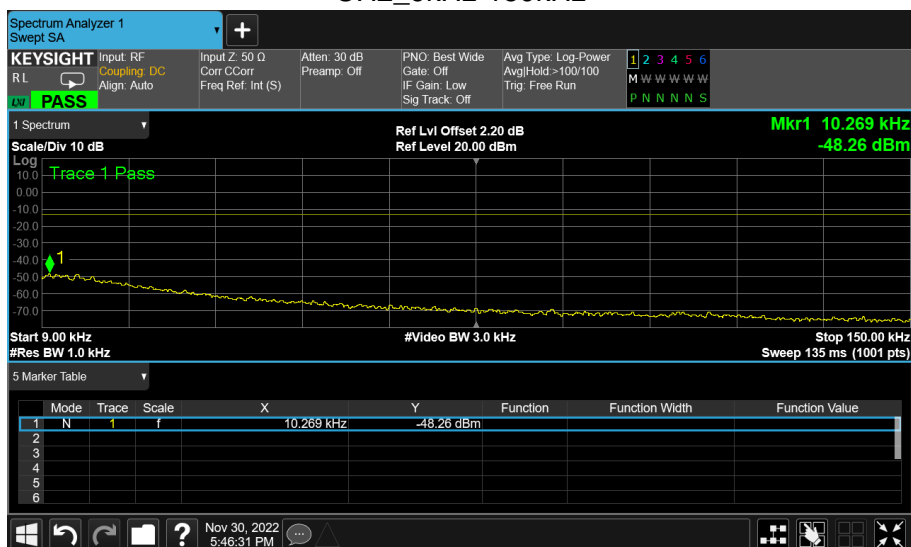 Spectrum Analyzer 1
Swept SA
+
KEYSIGHT
RL
LXI PASS
Input: RF
Coupling: DC
Align: Auto
Input Z: 50 Ω
Corr CCorr
Freq Ref: Int (S)
Atten: 30 dB
Preamp: Off
PNO: Best Wide
Gate: Off
IF Gain: Low
Sig Track: Off
Avg Type: Log-Power
Avg|Hold:>100/100
Trig: Free Run
1 2 3 4 5 6
M W W W W W
P N N N N S
1 Spectrum
Scale/Div 10 dB
Ref Lvl Offset 2.20 dB
Ref Level 20.00 dBm
Mkr1 10.269 kHz
-48.26 dBm
Log
Trace 1 Pass
10.0
0.00
-10.0
-20.0
-30.0
-40.0
1
-50.0
-60.0
-70.0
Start 9.00 kHz
#Video BW 3.0 kHz
Stop 150.00 kHz
#Res BW 1.0 kHz
Sweep 135 ms (1001 pts)
5 Marker Table
Mode Trace Scale X Y Function Function Width Function Value
1 N 1 f 10.269 kHz -48.26 dBm
2
3
4
5
6
?
Nov 30, 2022
5:46:31 PM